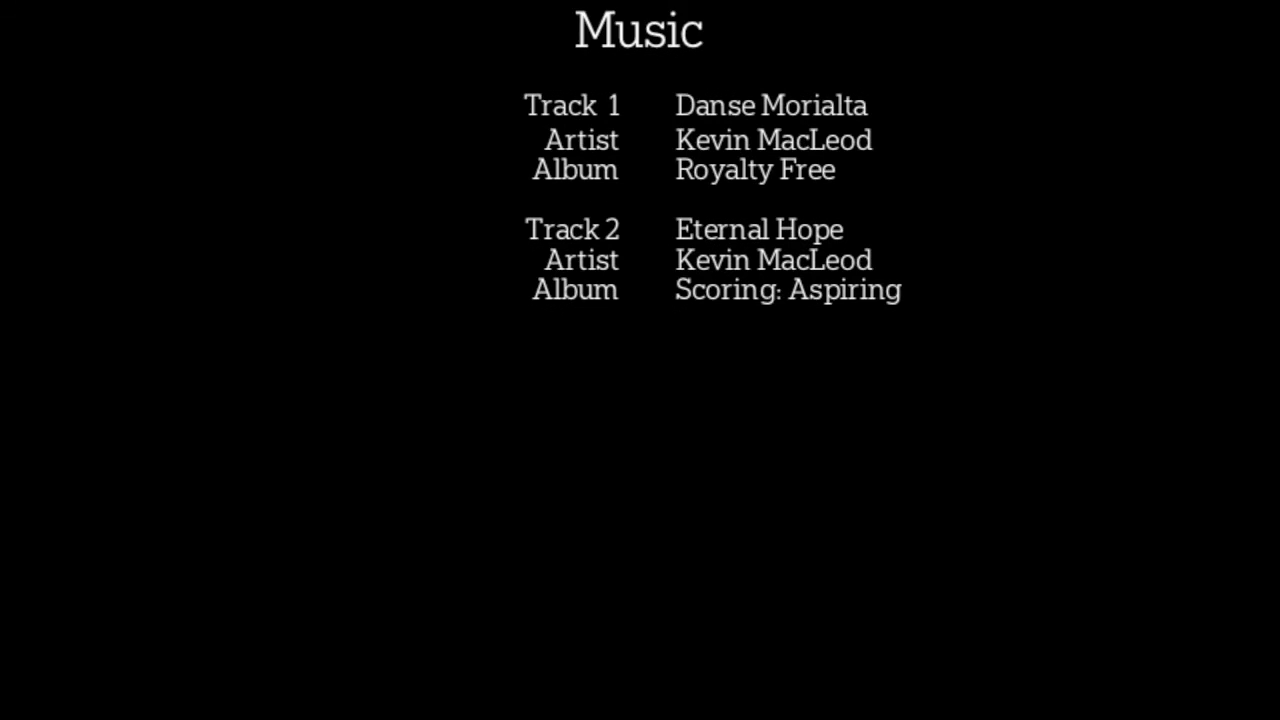 Music
Track 1 Danse Morialta
Artist Kevin MacLeod
Album Royalty Free
Track 2 Eternal Hope
Artist Kevin MacLeod
Album Scoring: Aspiring